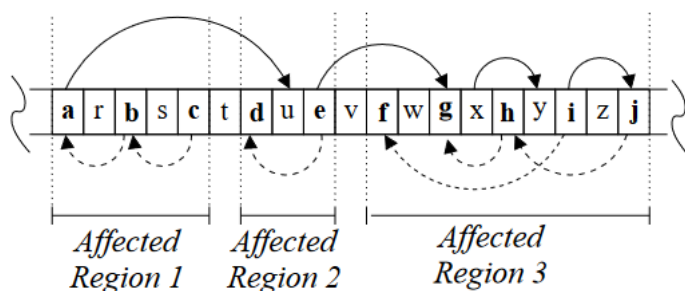 a r b s c t d u e v f w g x h y i z j
Affected Region 1
Affected Region 2
Affected Region 3